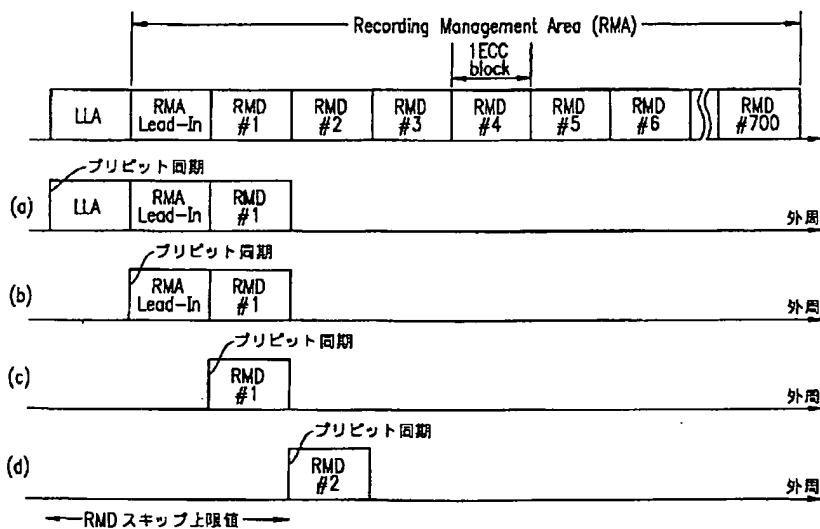 Recording Management Area (RMA)
1ECC
block
LLA
RMA
Lead-In
RMD
#1
RMD
#2
RMD
#3
RMD
#4
RMD
#5
RMD
#6
RMD
#700
プリピット同期
(a)
LLA
RMA
Lead-In
RMD
#1
外周
プリピット同期
(b)
RMA
Lead-In
RMD
#1
外周
プリピット同期
(c)
RMD
#1
外周
プリピット同期
(d)
RMD
#2
外周
RMDスキップ上限値